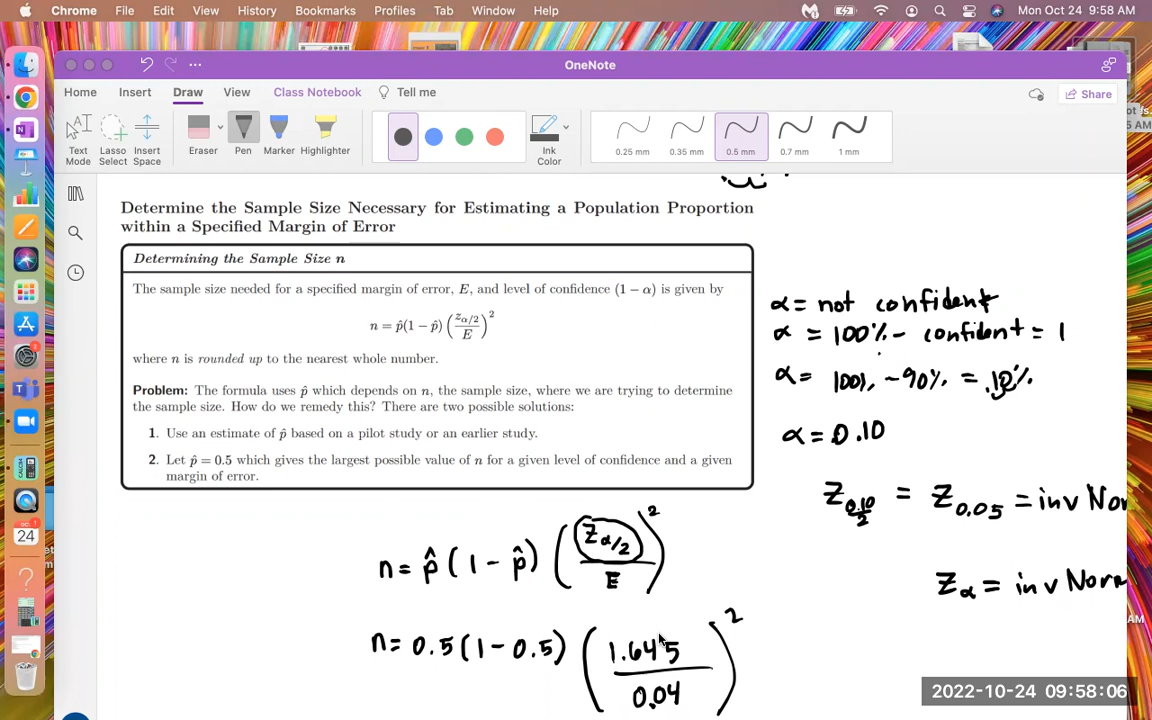 Chrome File Edit View History Bookmarks Profiles Tab Window Help Mon Oct 24 9:58 AM
OneNote
Home Insert Draw View Class Notebook Tell me Share
Text Mode Lasso Select Insert Space Eraser Pen Marker Highlighter Ink Color 0.25 mm 0.35 mm 0.5 mm 0.7 mm 1 mm
Determine the Sample Size Necessary for Estimating a Population Proportion
within a Specified Margin of Error
Determining the Sample Size n
The sample size needed for a specified margin of error, E, and level of confidence (1 − α) is given by
n = p̂(1 − p̂) (z_{α/2}/E)^2
where n is rounded up to the nearest whole number.
Problem: The formula uses p̂ which depends on n, the sample size, where we are trying to determine
the sample size. How do we remedy this? There are two possible solutions:
1. Use an estimate of p̂ based on a pilot study or an earlier study.
2. Let p̂ = 0.5 which gives the largest possible value of n for a given level of confidence and a given
margin of error.
α = not confident
α = 100% − confident = 1
α = 100% − 90% = .10%
α = 0.10
Z_{0.10/2} = Z_{0.05} = inv Nor
Z_α = inv Norm
n = p̂ (1 − p̂) (Z_{α/2}/E)^2
n = 0.5 (1 − 0.5) (1.645/0.04)^2
2022-10-24 09:58:06